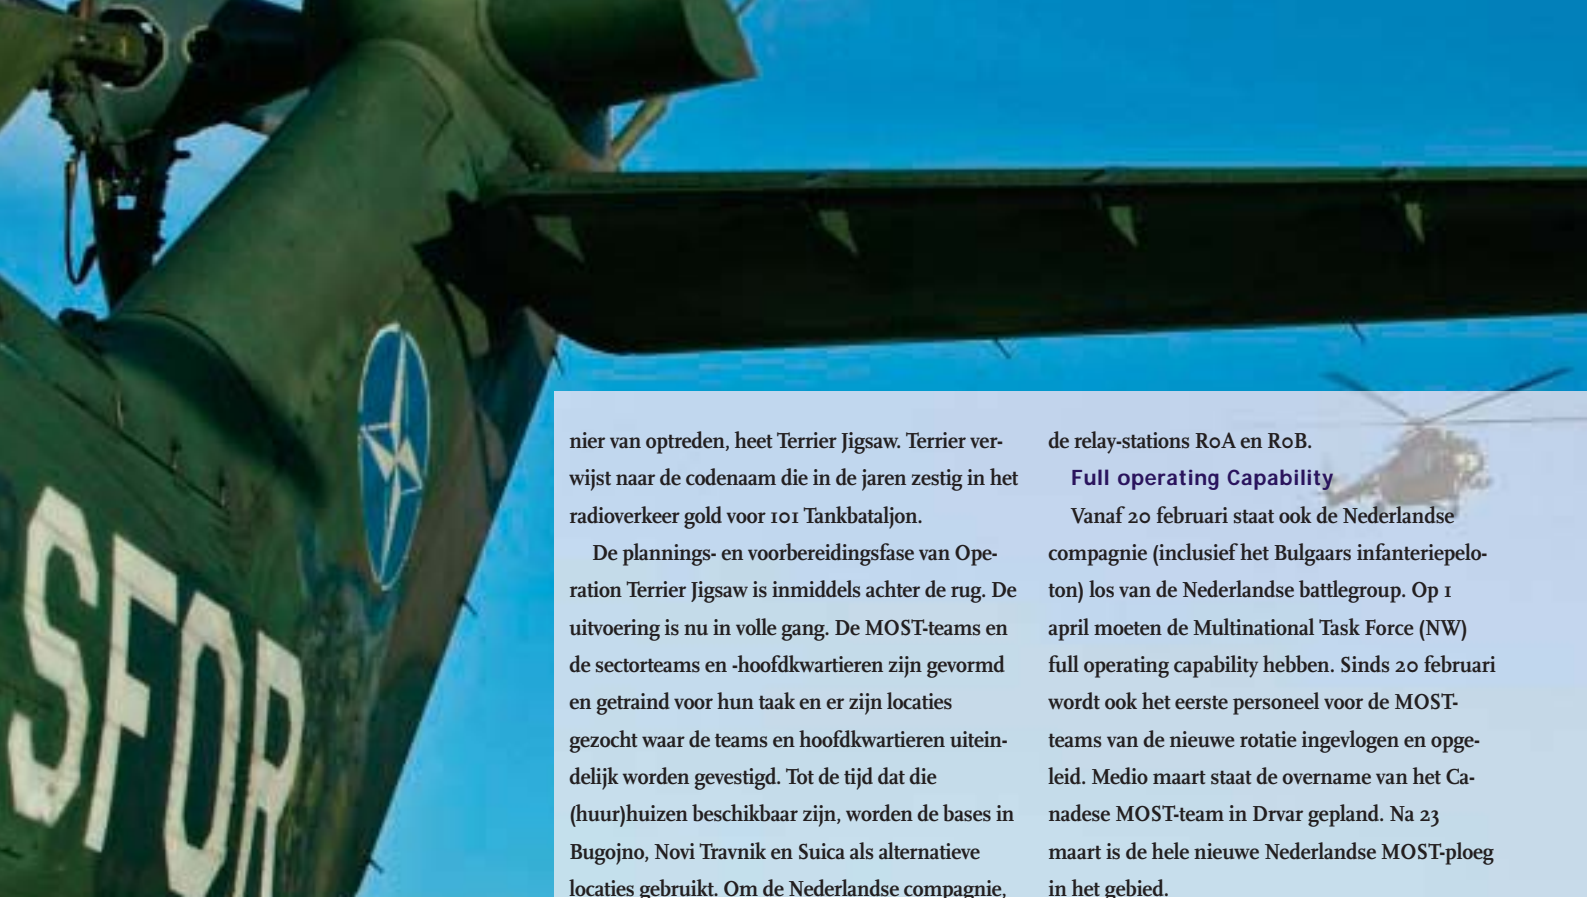 SFOR
nier van optreden, heet Terrier Jigsaw. Terrier ver-
wijst naar de codenaam die in de jaren zestig in het
radioverkeer gold voor 101 Tankbataljon.
De plannings- en voorbereidingsfase van Ope-
ration Terrier Jigsaw is inmiddels achter de rug. De
uitvoering is nu in volle gang. De MOST-teams en
de sectorteams en -hoofdkwartieren zijn gevormd
en getraind voor hun taak en er zijn locaties
gezocht waar de teams en hoofdkwartieren uitein-
delijk worden gevestigd. Tot de tijd dat die
(huur)huizen beschikbaar zijn, worden de bases in
Bugojno, Novi Travnik en Suica als alternatieve
locaties gebruikt. Om de Nederlandse compagnie,
de relay-stations R0A en R0B.
Full operating Capability
Vanaf 20 februari staat ook de Nederlandse
compagnie (inclusief het Bulgaars infanteriepelo-
ton) los van de Nederlandse battlegroup. Op 1
april moeten de Multinational Task Force (NW)
full operating capability hebben. Sinds 20 februari
wordt ook het eerste personeel voor de MOST-
teams van de nieuwe rotatie ingevlogen en opge-
leid. Medio maart staat de overname van het Ca-
nadese MOST-team in Drvar gepland. Na 23
maart is de hele nieuwe Nederlandse MOST-ploeg
in het gebied.